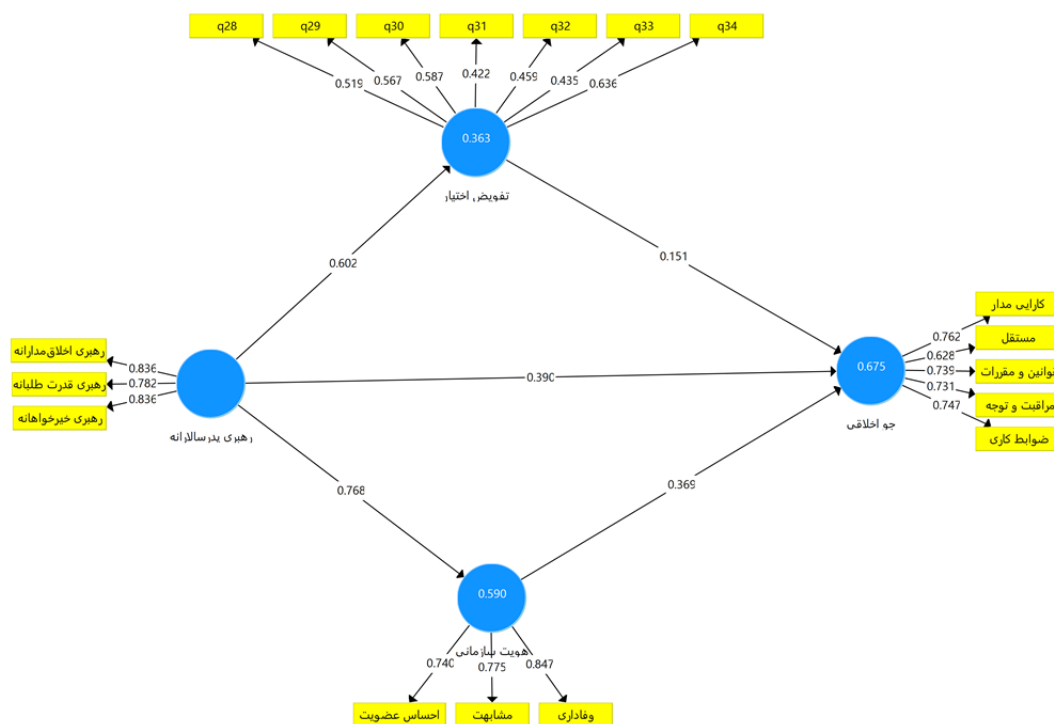 q28 q29 q30 q31 q32 q33 q34
0.519 0.567 0.587 0.422 0.459 0.435 0.636
0.363
تفویض اختیار
0.602
0.151
رهبری اخلاق‌مدارانه
رهبری قدرت طلبانه
رهبری خیرخواهانه
0.836
0.782
0.836
رهبری پدرسالارانه
0.390
0.675
جو اخلاقی
0.762
0.628
0.739
0.731
0.747
کارایی مدار
مستقل
قوانین و مقررات
مراقبت و توجه
ضوابط کاری
0.768
0.369
0.590
هویت سازمانی
0.740 0.775 0.847
احساس عضویت
مشابهت
وفاداری